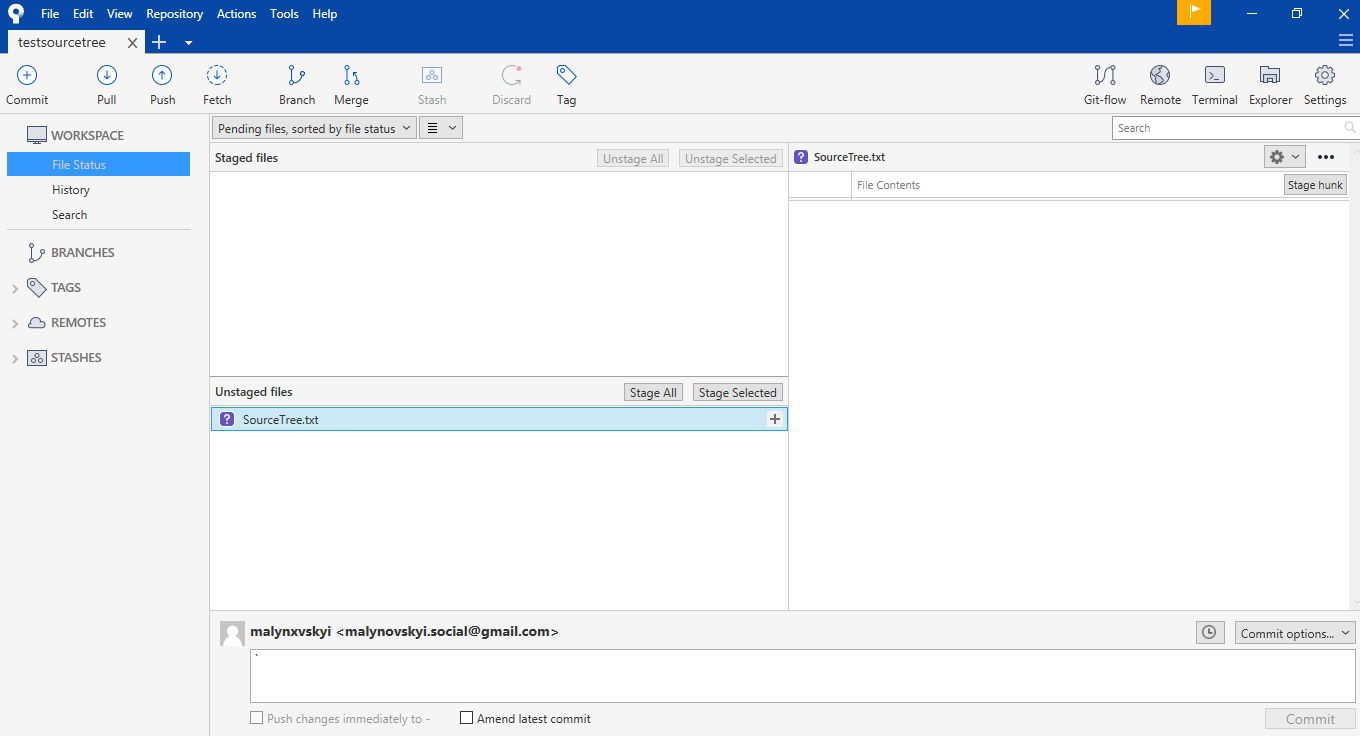 File Edit View Repository Actions Tools Help
testsourcetree
Commit Pull Push Fetch Branch Merge Stash Discard Tag Git-flow Remote Terminal Explorer Settings
WORKSPACE
File Status
History
Search
BRANCHES
TAGS
REMOTES
STASHES
Pending files, sorted by file status
Search
Staged files Unstage All Unstage Selected
SourceTree.txt
File Contents Stage hunk
Unstaged files Stage All Stage Selected
SourceTree.txt
malynxvskyi <malynovskyi.social@gmail.com>
Commit options...
`
Push changes immediately to -
Amend latest commit
Commit